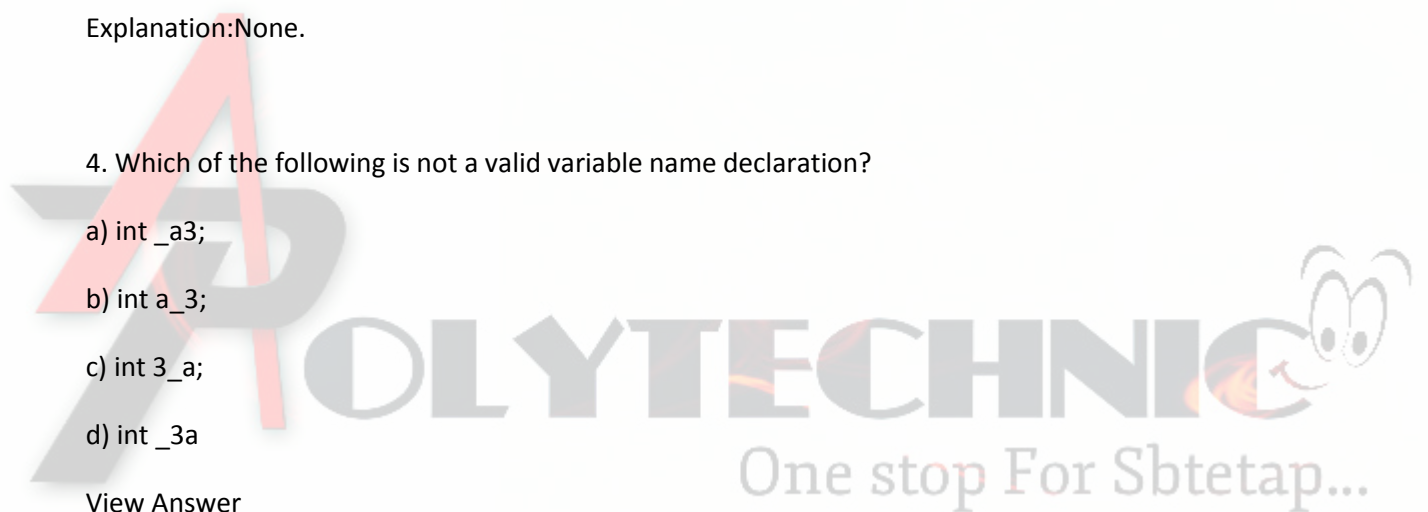 Explanation:None.
4. Which of the following is not a valid variable name declaration?
a) int _a3;
b) int a_3;
c) int 3_a;
d) int _3a
View Answer
AP
POLYTECHNIC
One stop For Sbtetap...